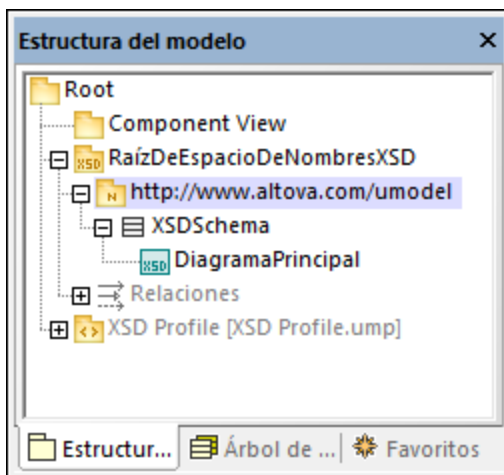 Estructura del modelo
Root
Component View
XSD RaízDeEspacioDeNombresXSD
N http://www.altova.com/umodel
XSDSchema
XSD DiagramaPrincipal
Relaciones
XSD Profile [XSD Profile.ump]
Estructur... Árbol de ... Favoritos